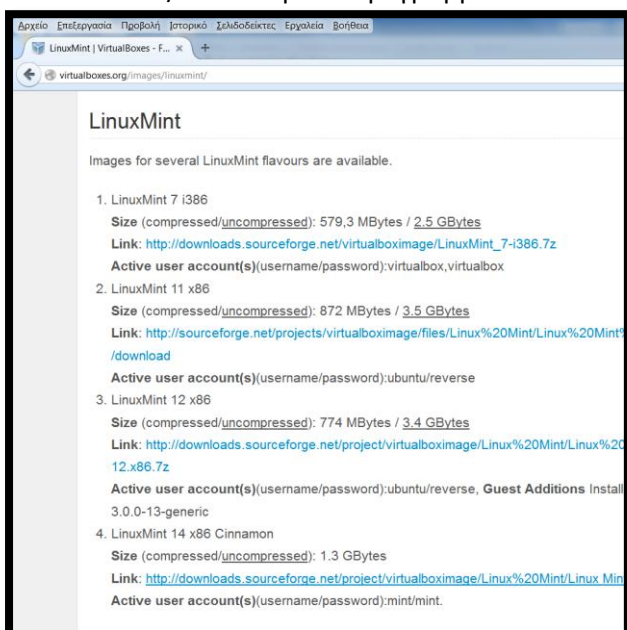 Αρχείο Επεξεργασία Προβολή Ιστορικό Σελιδοδείκτες Εργαλεία Βοήθεια
LinuxMint | VirtualBoxes - F... × +
virtualboxes.org/images/linuxmint/
LinuxMint
Images for several LinuxMint flavours are available.
1. LinuxMint 7 i386
Size (compressed/uncompressed): 579,3 MBytes / 2.5 GBytes
Link: http://downloads.sourceforge.net/virtualboximage/LinuxMint_7-i386.7z
Active user account(s)(username/password):virtualbox,virtualbox
2. LinuxMint 11 x86
Size (compressed/uncompressed): 872 MBytes / 3.5 GBytes
Link: http://sourceforge.net/projects/virtualboximage/files/Linux%20Mint/Linux%20Mint%
/download
Active user account(s)(username/password):ubuntu/reverse
3. LinuxMint 12 x86
Size (compressed/uncompressed): 774 MBytes / 3.4 GBytes
Link: http://downloads.sourceforge.net/project/virtualboximage/Linux%20Mint/Linux%20
12.x86.7z
Active user account(s)(username/password):ubuntu/reverse, Guest Additions Install
3.0.0-13-generic
4. LinuxMint 14 x86 Cinnamon
Size (compressed/uncompressed): 1.3 GBytes
Link: http://downloads.sourceforge.net/project/virtualboximage/Linux%20Mint/Linux Min
Active user account(s)(username/password):mint/mint.